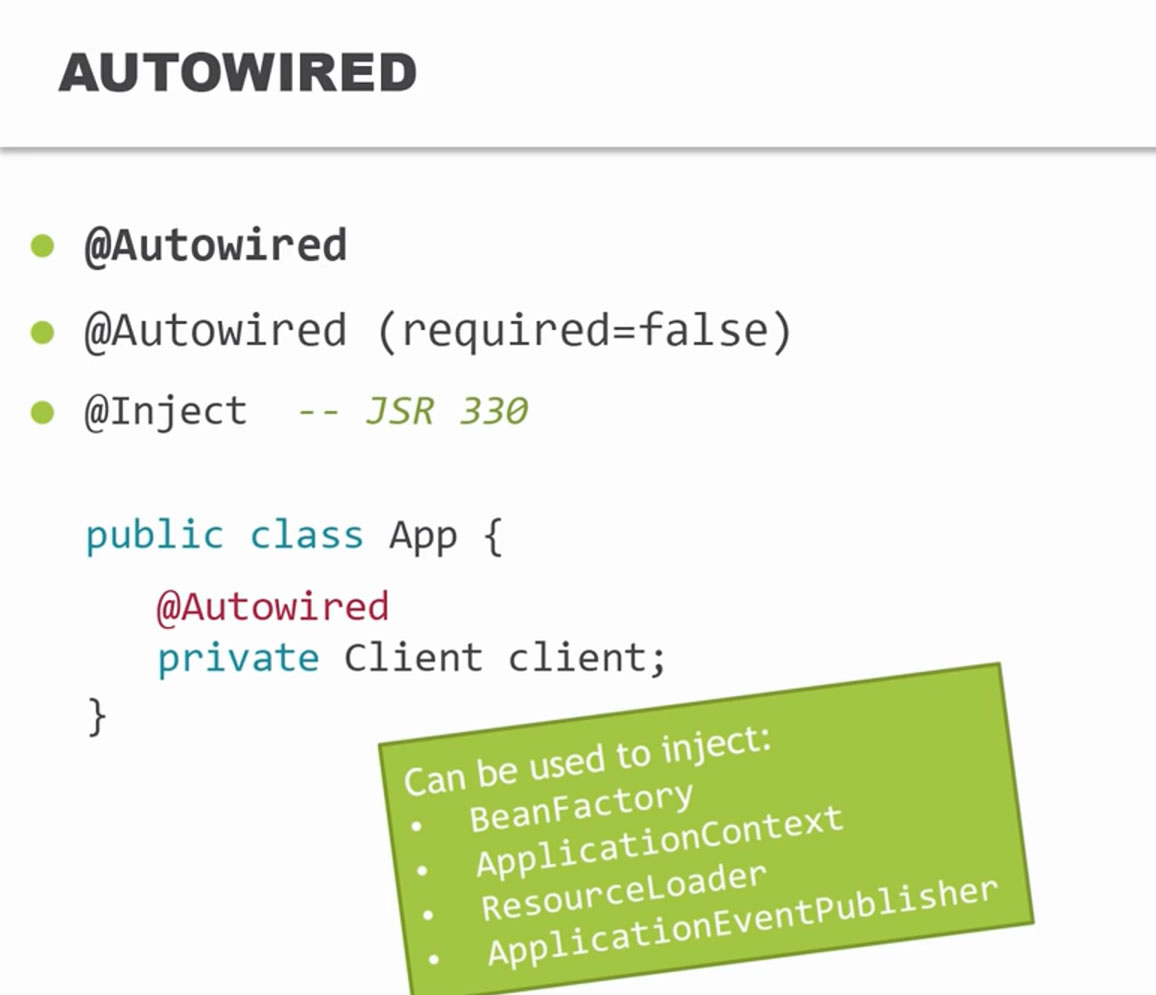 AUTOWIRED
@Autowired
@Autowired (required=false)
@Inject -- JSR 330
public class App {
@Autowired
private Client client;
}
Can be used to inject:
• BeanFactory
• ApplicationContext
• ResourceLoader
• ApplicationEventPublisher